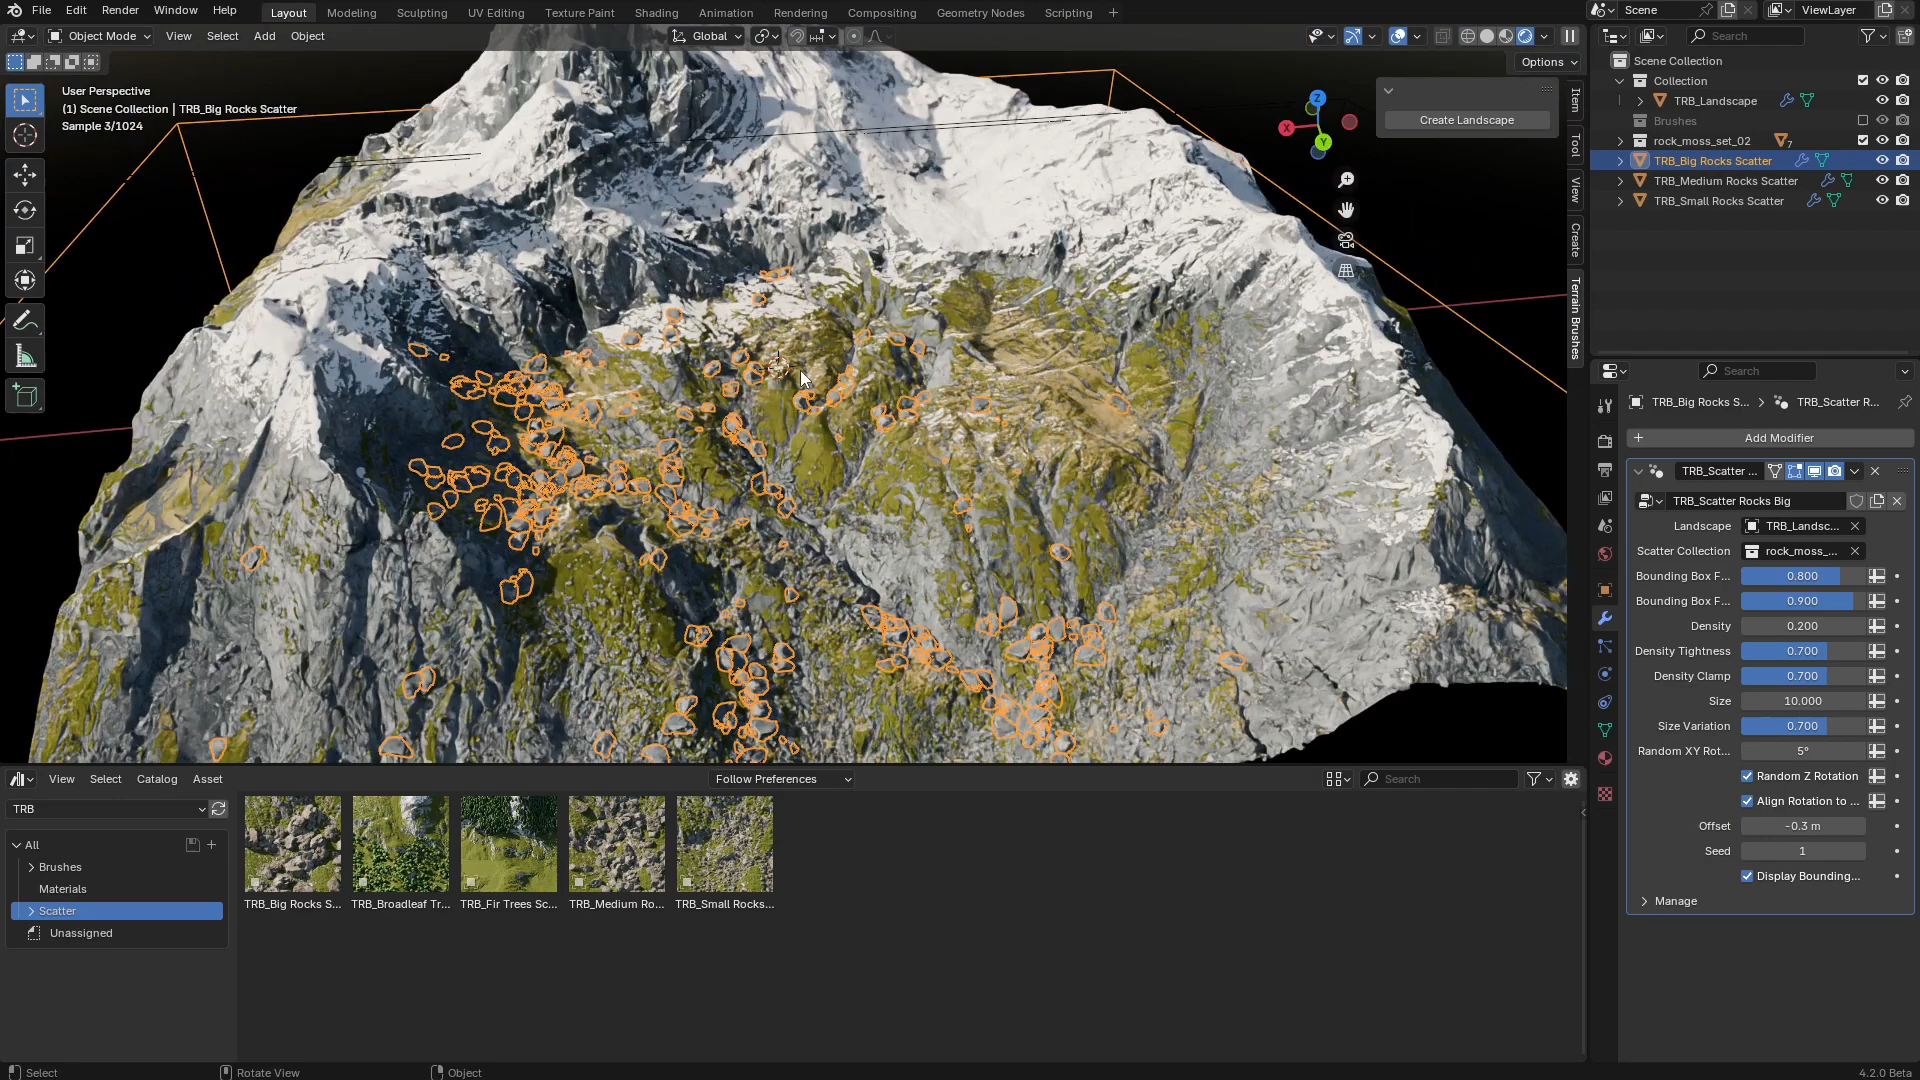 File Edit Render Window Help
Layout Modeling Sculpting UV Editing Texture Paint Shading Animation Rendering Compositing Geometry Nodes Scripting
Scene
ViewLayer
Object Mode View Select Add Object
Global
Search
Options
User Perspective
(1) Scene Collection | TRB_Big Rocks Scatter
Sample 3/1024
Z
X
Y
Create Landscape
Item
Tool
View
Create
Terrain Brushes
Scene Collection
Collection
TRB_Landscape
Brushes
rock_moss_set_02
7
TRB_Big Rocks Scatter
TRB_Medium Rocks Scatter
TRB_Small Rocks Scatter
Search
TRB_Big Rocks S... TRB_Scatter R...
Add Modifier
TRB_Scatter ...
TRB_Scatter Rocks Big
Landscape TRB_Landsc...
Scatter Collection rock_moss_...
Bounding Box F... 0.800
Bounding Box F... 0.900
Density 0.200
Density Tightness 0.700
Density Clamp 0.700
Size 10.000
Size Variation 0.700
Random XY Rot... 5°
Random Z Rotation
Align Rotation to ...
Offset -0.3 m
Seed 1
Display Bounding...
Manage
View Select Catalog Asset
Follow Preferences
Search
TRB
All
Brushes
Materials
Scatter
Unassigned
TRB_Big Rocks S... TRB_Broadleaf Tr... TRB_Fir Trees Sc... TRB_Medium Ro... TRB_Small Rocks...
Select Rotate View Object
4.2.0 Beta